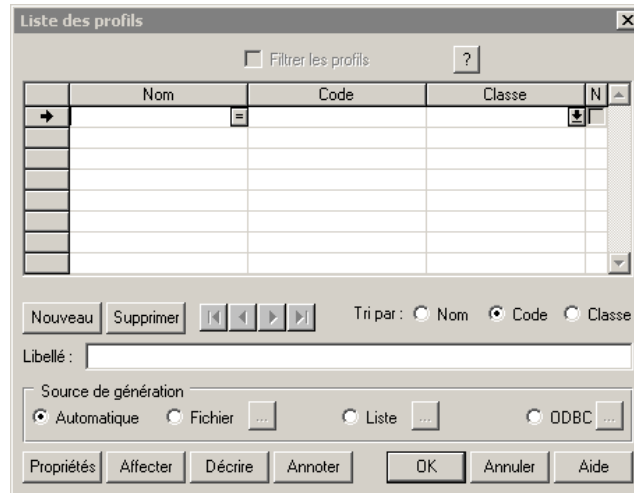 Liste des profils
Filtrer les profils ?
Nom Code Classe N
=
Nouveau Supprimer Tri par : Nom Code Classe
Libellé :
Source de génération
Automatique Fichier ... Liste ... ODBC ...
Propriétés Affecter Décrire Annoter OK Annuler Aide